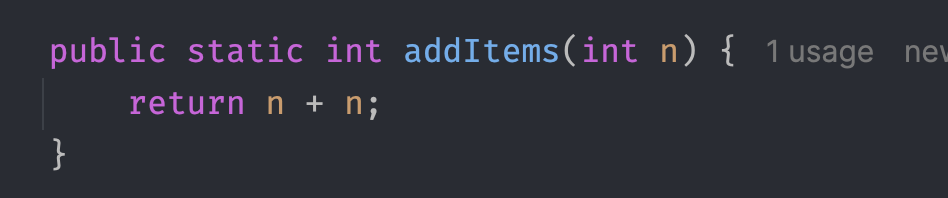 public static int addItems(int n) { 1 usage
    return n + n;
}